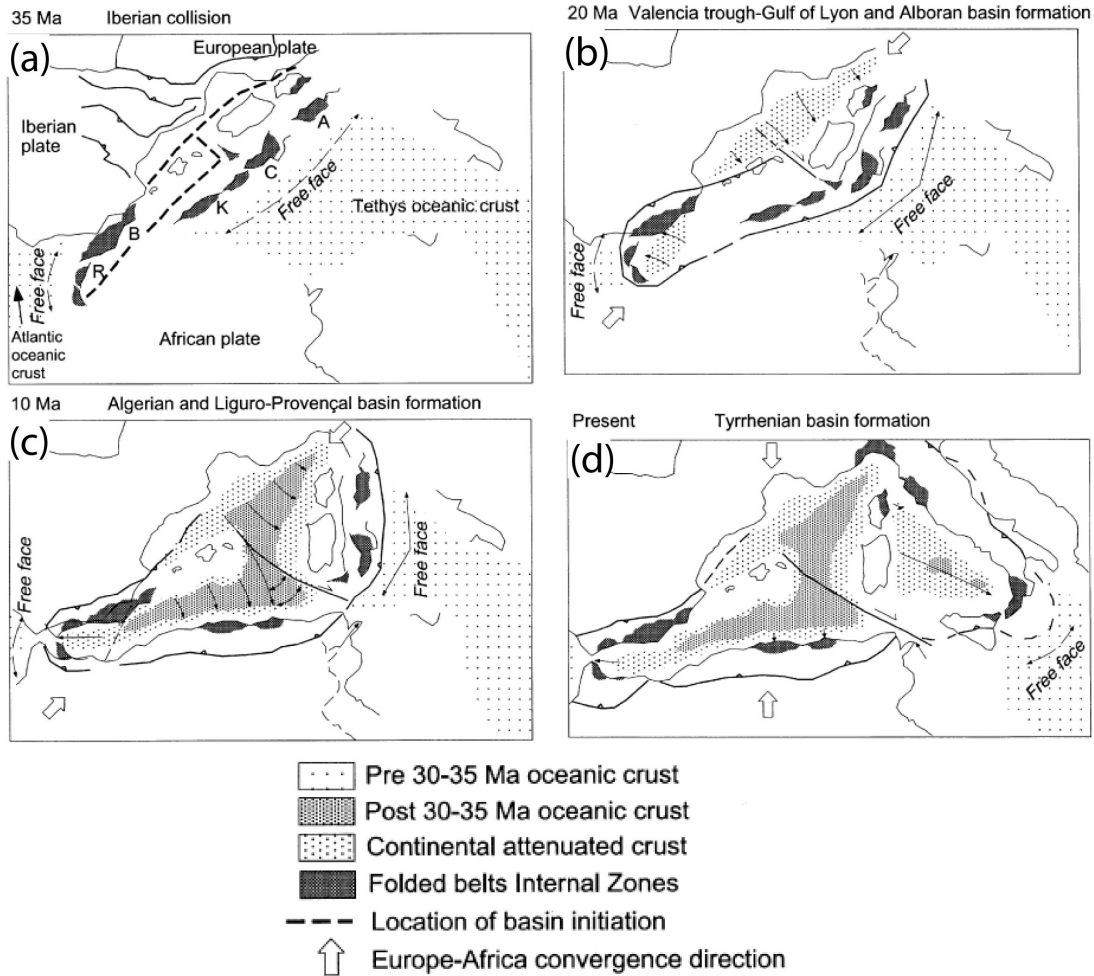 35 Ma Iberian collision
(a)
European plate
Iberian
plate
A
C
K
B
R
Free face
Tethys oceanic crust
Free face
Atlantic
oceanic
crust
African plate
20 Ma Valencia trough-Gulf of Lyon and Alboran basin formation
(b)
Free face
Free face
10 Ma Algerian and Liguro-Provençal basin formation
(c)
Free face
Free face
Present Tyrrhenian basin formation
(d)
Free face
Pre 30-35 Ma oceanic crust
Post 30-35 Ma oceanic crust
Continental attenuated crust
Folded belts Internal Zones
Location of basin initiation
Europe-Africa convergence direction